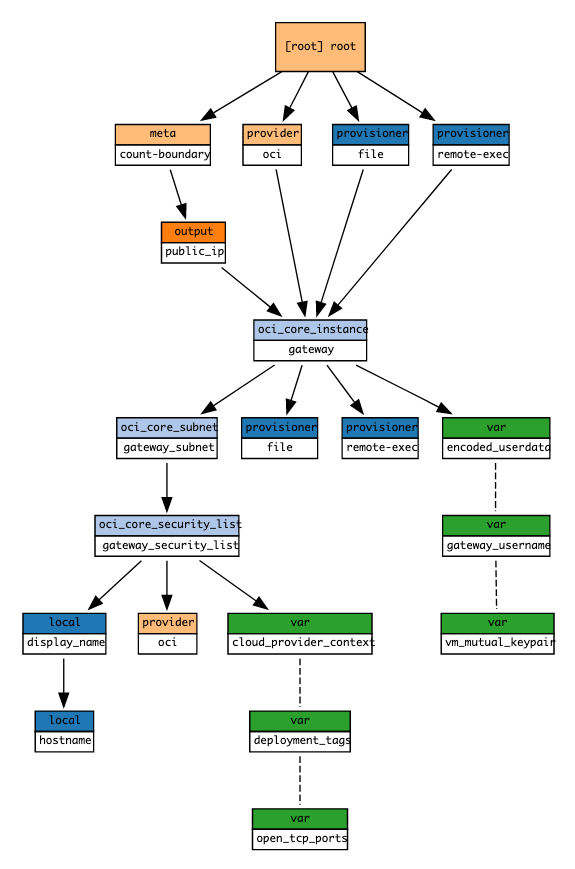 [root] root
meta
count-boundary
provider
oci
provisioner
file
provisioner
remote-exec
output
public_ip
oci_core_instance
gateway
oci_core_subnet
gateway_subnet
provisioner
file
provisioner
remote-exec
var
encoded_userdata
oci_core_security_list
gateway_security_list
var
gateway_username
local
display_name
provider
oci
var
cloud_provider_context
var
vm_mutual_keypair
local
hostname
var
deployment_tags
var
open_tcp_ports